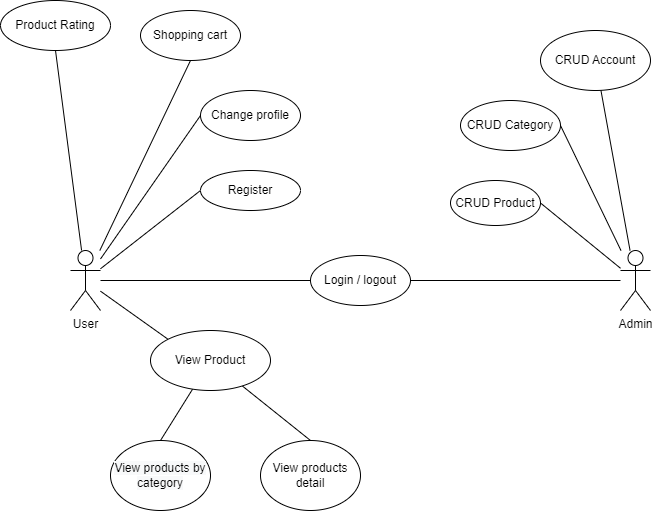 Product Rating
Shopping cart
CRUD Account
Change profile
CRUD Category
Register
CRUD Product
Login / logout
User
Admin
View Product
View products by
category
View products
detail